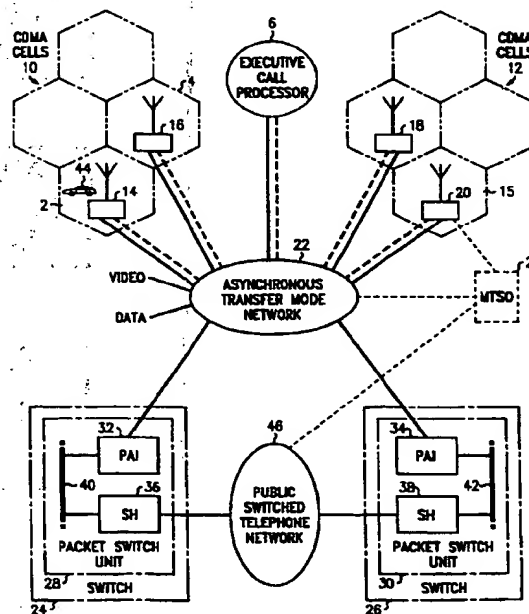 CDMA
CELLS
10
4
6
EXECUTIVE
CALL
PROCESSOR
CDMA
CELLS
12
16
18
44
14
2
20
15
22
VIDEO
DATA
ASYNCHRONOUS
TRANSFER MODE
NETWORK
MTSO
32
PAI
40
36
SH
PACKET SWITCH
UNIT
28
SWITCH
24
46
PUBLIC
SWITCHED
TELEPHONE
NETWORK
34
PAI
38
42
SH
PACKET SWITCH
UNIT
30
SWITCH
26